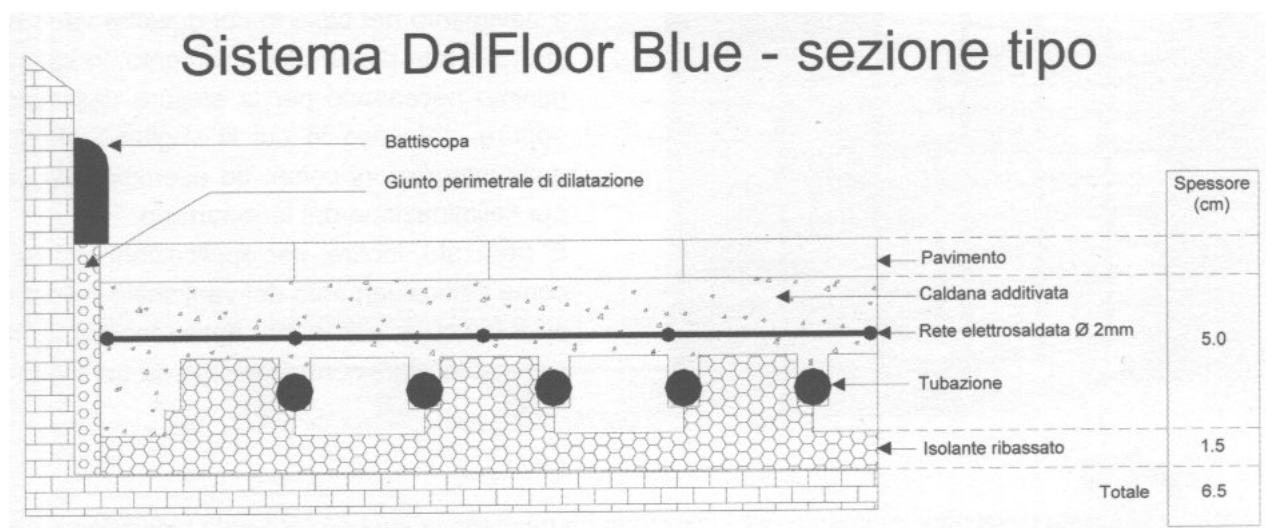 Sistema DalFloor Blue - sezione tipo
Battiscopa
Giunto perimetrale di dilatazione
Spessore
(cm)
Pavimento
Caldana additivata
Rete elettrosaldata Ø 2mm
5.0
Tubazione
Isolante ribassato
1.5
Totale
6.5